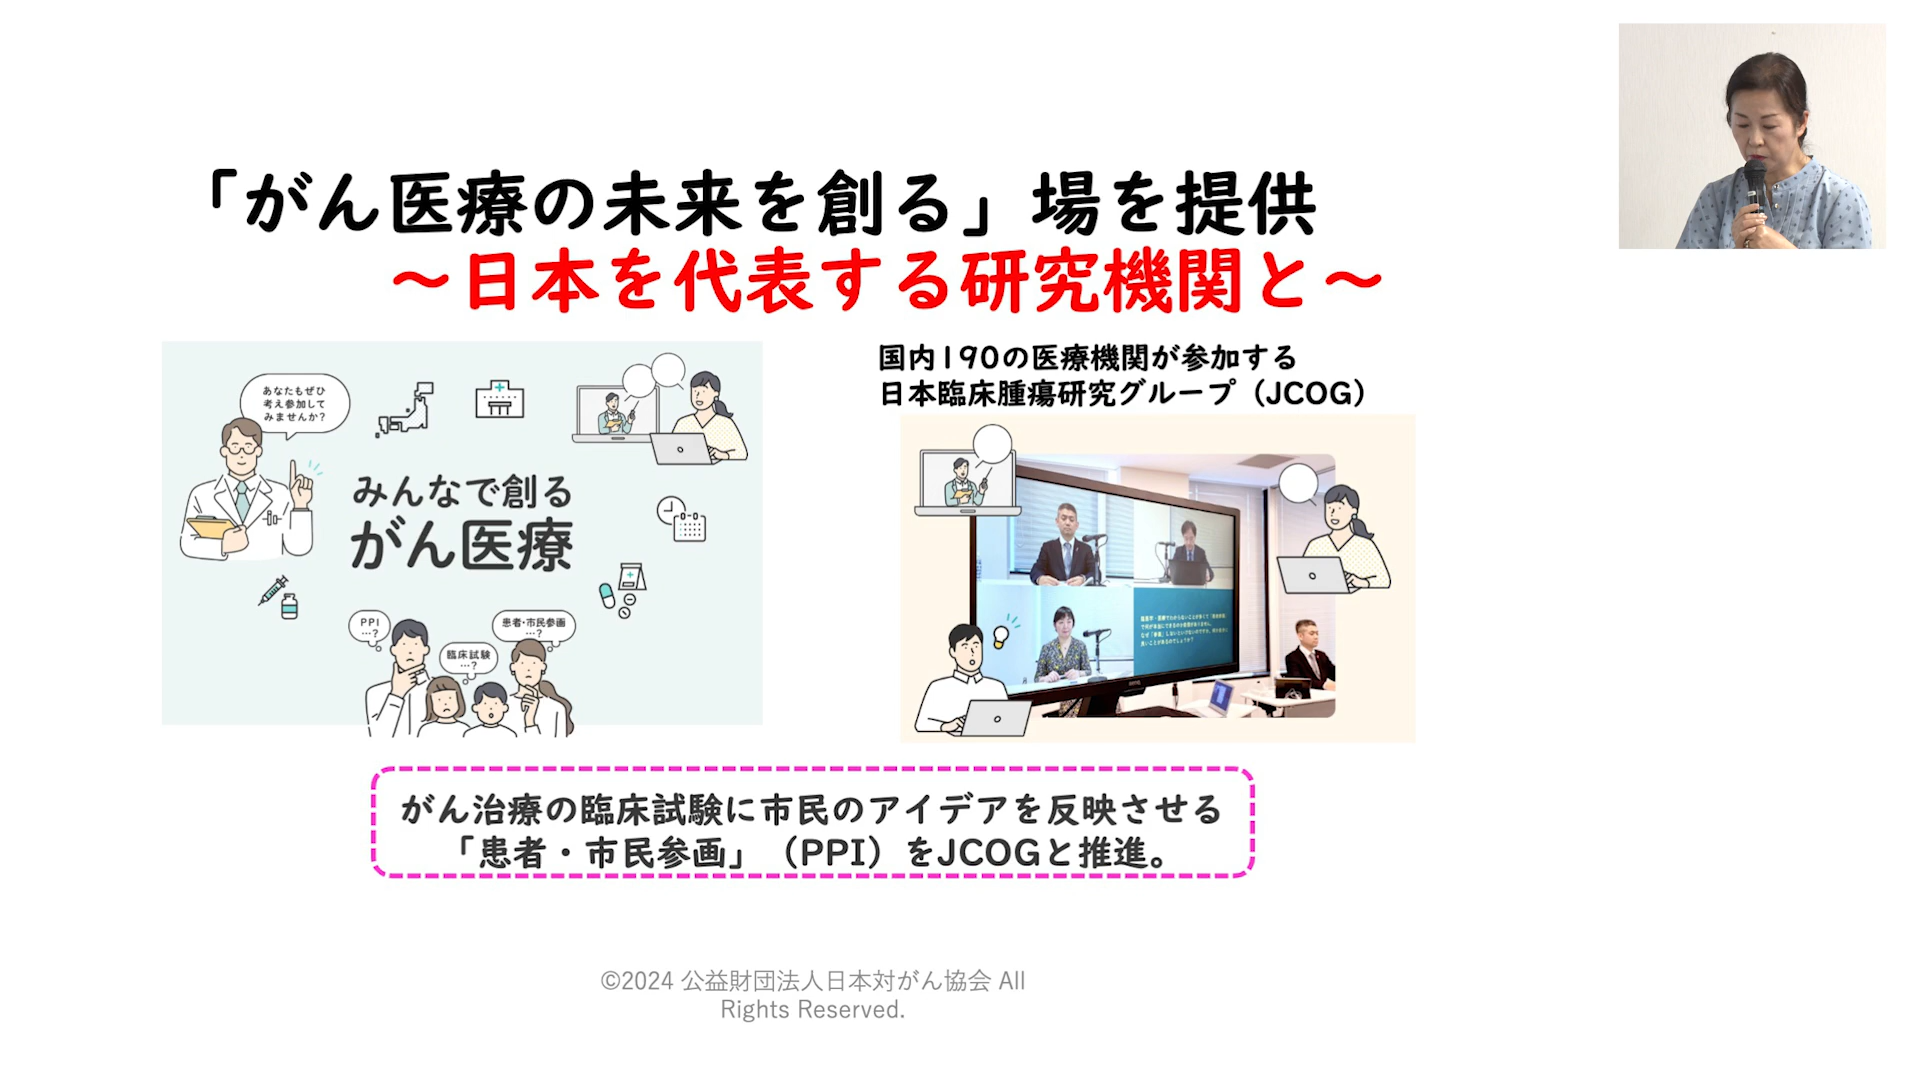 「がん医療の未来を創る」場を提供
～日本を代表する研究機関と～
あなたもぜひ
考え参加して
みませんか?
みんなで創る
がん医療
PPI
…?
臨床試験
…?
患者・市民参画
…?
国内190の医療機関が参加する
日本臨床腫瘍研究グループ（JCOG）
がん治療の臨床試験に市民のアイデアを反映させる
「患者・市民参画」（PPI）をJCOGと推進。
©2024 公益財団法人日本対がん協会 All
Rights Reserved.